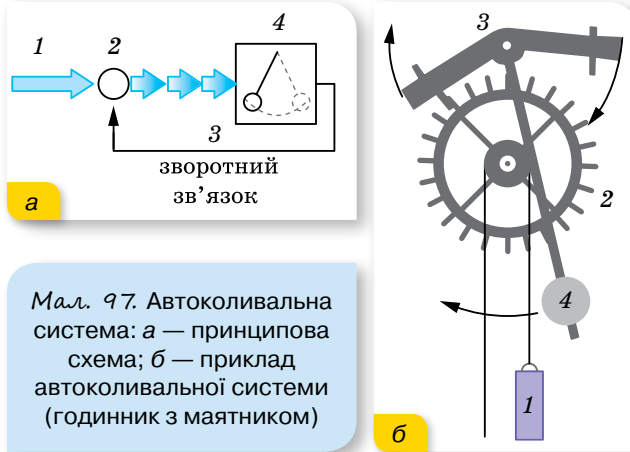 1
2
4
3
зворотний
зв’язок
а
Мал. 97. Автоколивальна
система: а — принципова
схема; б — приклад
автоколивальної системи
(годинник з маятником)
3
2
4
1
б